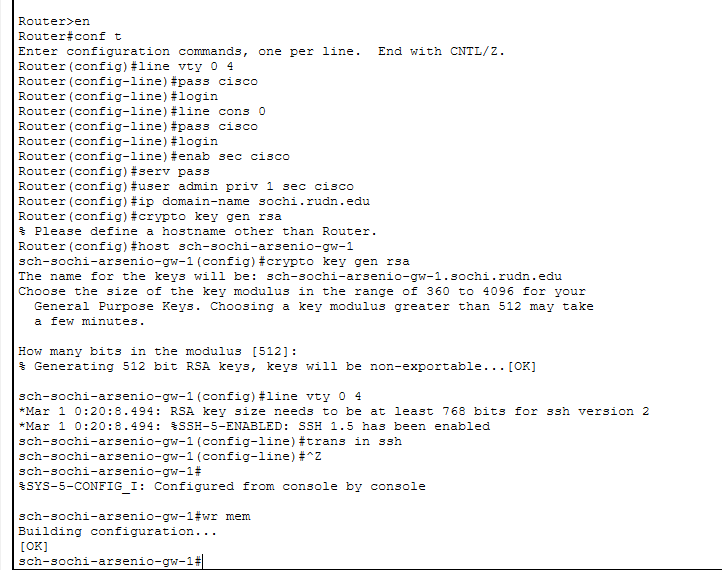 Router>en
Router#conf t
Enter configuration commands, one per line.  End with CNTL/Z.
Router(config)#line vty 0 4
Router(config-line)#pass cisco
Router(config-line)#login
Router(config-line)#line cons 0
Router(config-line)#pass cisco
Router(config-line)#login
Router(config-line)#enab sec cisco
Router(config)#serv pass
Router(config)#user admin priv 1 sec cisco
Router(config)#ip domain-name sochi.rudn.edu
Router(config)#crypto key gen rsa
% Please define a hostname other than Router.
Router(config)#host sch-sochi-arsenio-gw-1
sch-sochi-arsenio-gw-1(config)#crypto key gen rsa
The name for the keys will be: sch-sochi-arsenio-gw-1.sochi.rudn.edu
Choose the size of the key modulus in the range of 360 to 4096 for your
  General Purpose Keys. Choosing a key modulus greater than 512 may take
  a few minutes.

How many bits in the modulus [512]:
% Generating 512 bit RSA keys, keys will be non-exportable...[OK]

sch-sochi-arsenio-gw-1(config)#line vty 0 4
*Mar 1 0:20:8.494: RSA key size needs to be at least 768 bits for ssh version 2
*Mar 1 0:20:8.494: %SSH-5-ENABLED: SSH 1.5 has been enabled
sch-sochi-arsenio-gw-1(config-line)#trans in ssh
sch-sochi-arsenio-gw-1(config-line)#^Z
sch-sochi-arsenio-gw-1#
%SYS-5-CONFIG_I: Configured from console by console

sch-sochi-arsenio-gw-1#wr mem
Building configuration...
[OK]
sch-sochi-arsenio-gw-1#